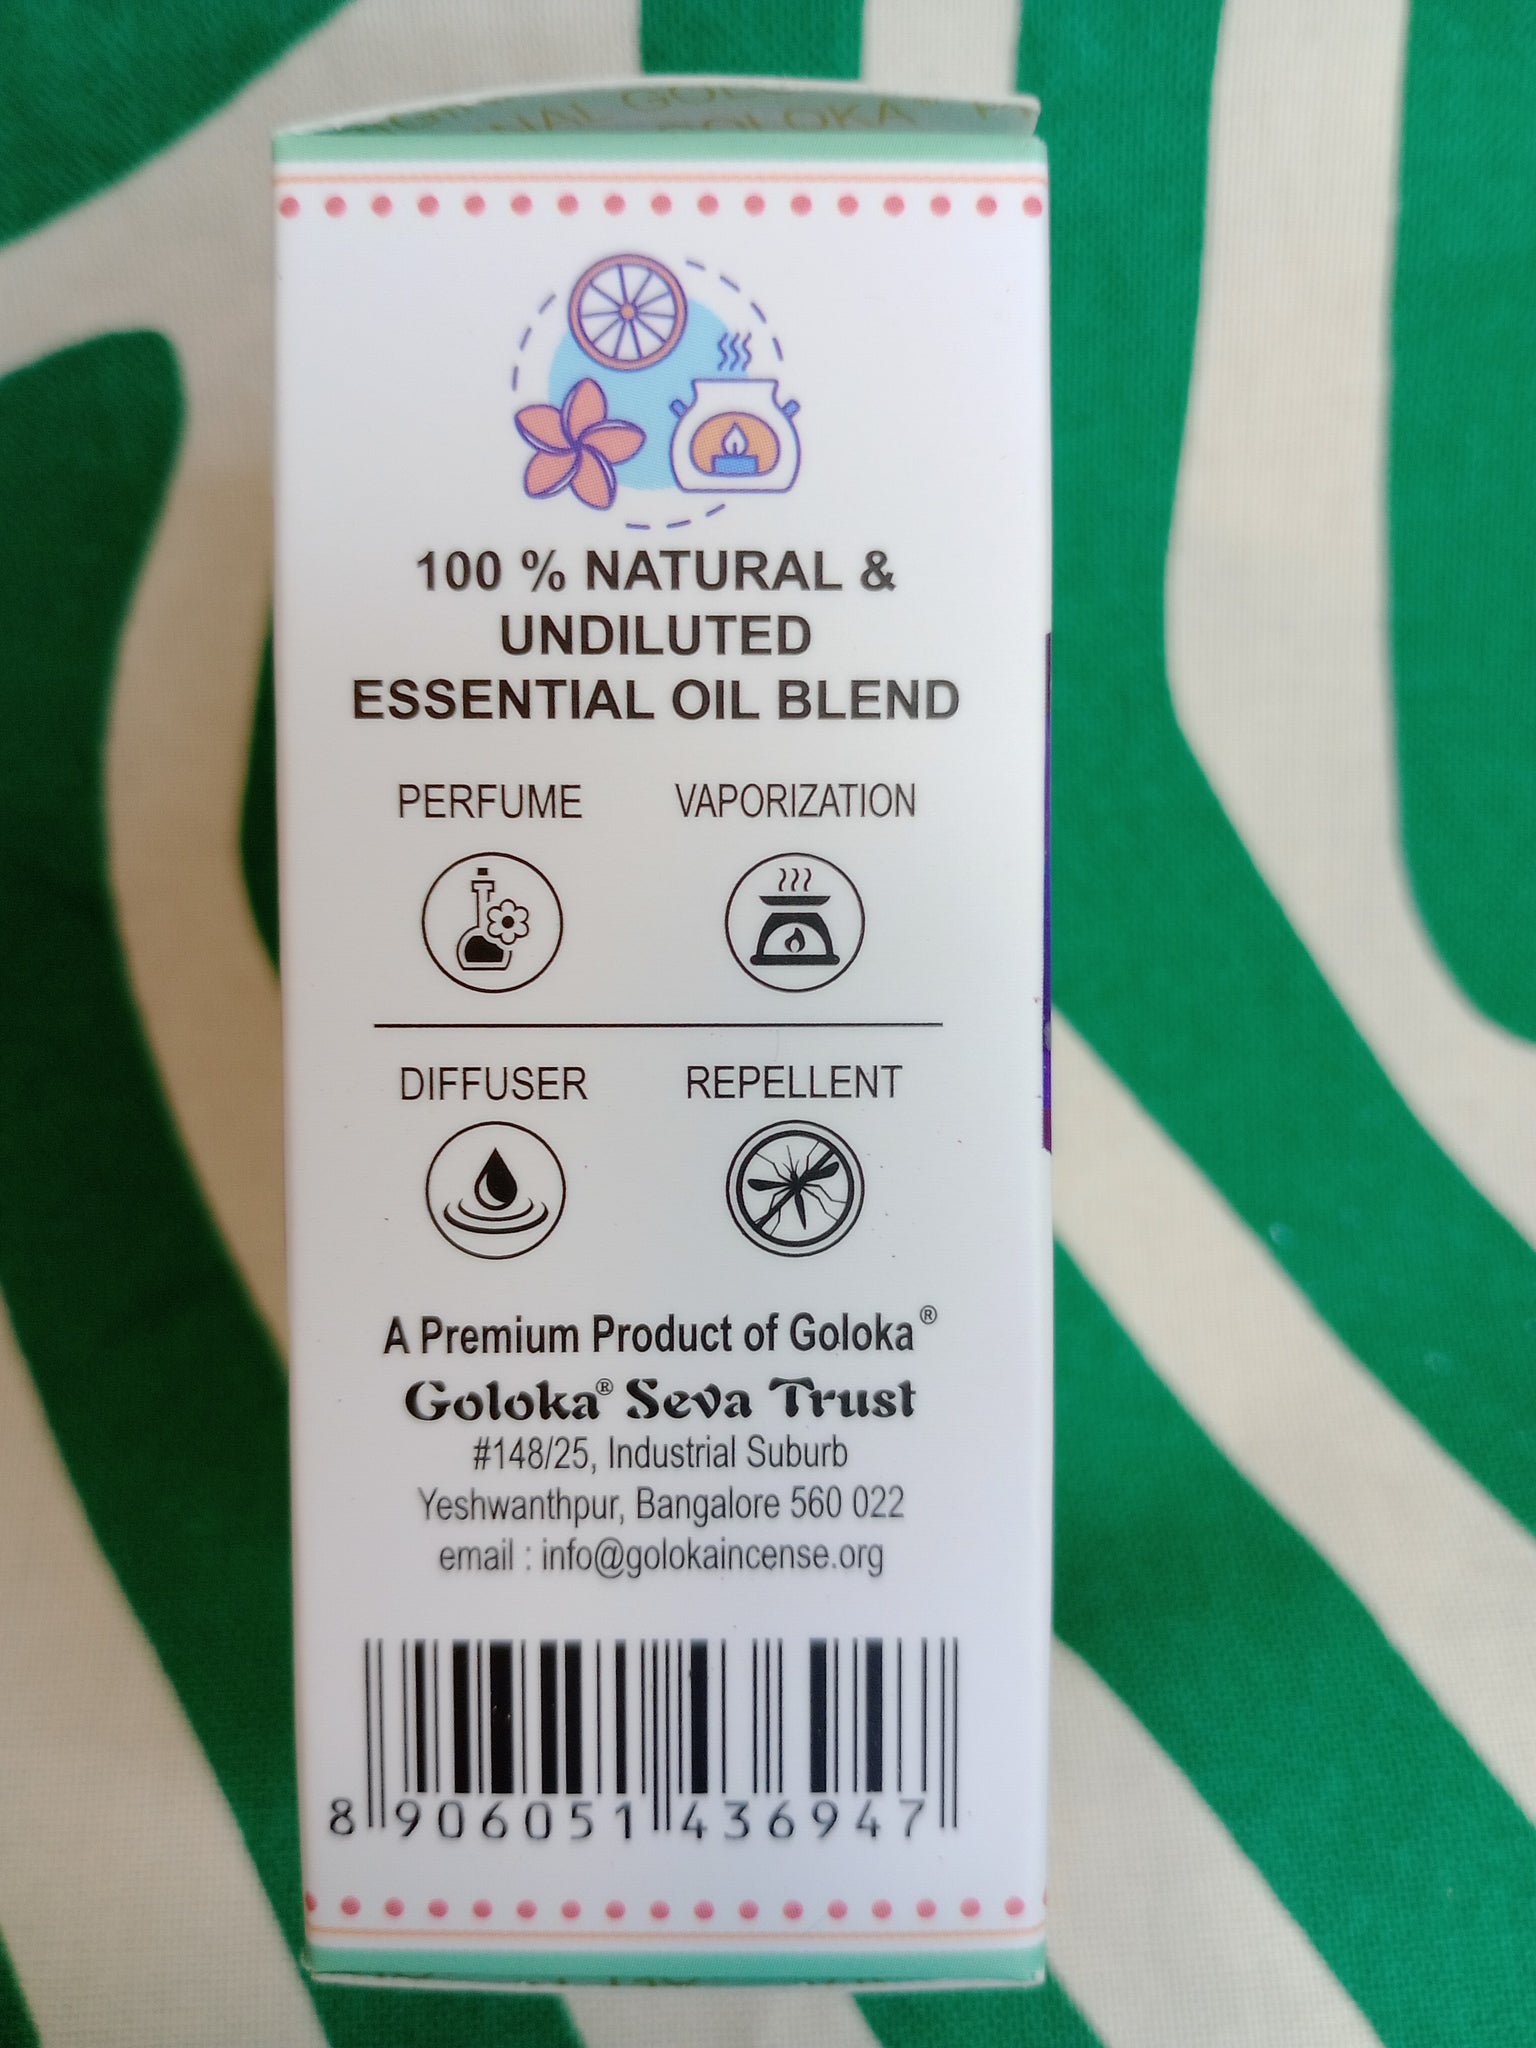 GOLOKA®
100 % NATURAL &
UNDILUTED
ESSENTIAL OIL BLEND
PERFUME VAPORIZATION
DIFFUSER REPELLENT
A Premium Product of Goloka®
Goloka® Seva Trust
#148/25, Industrial Suburb
Yeshwanthpur, Bangalore 560 022
email : info@golokaincense.org
8 906051 436947